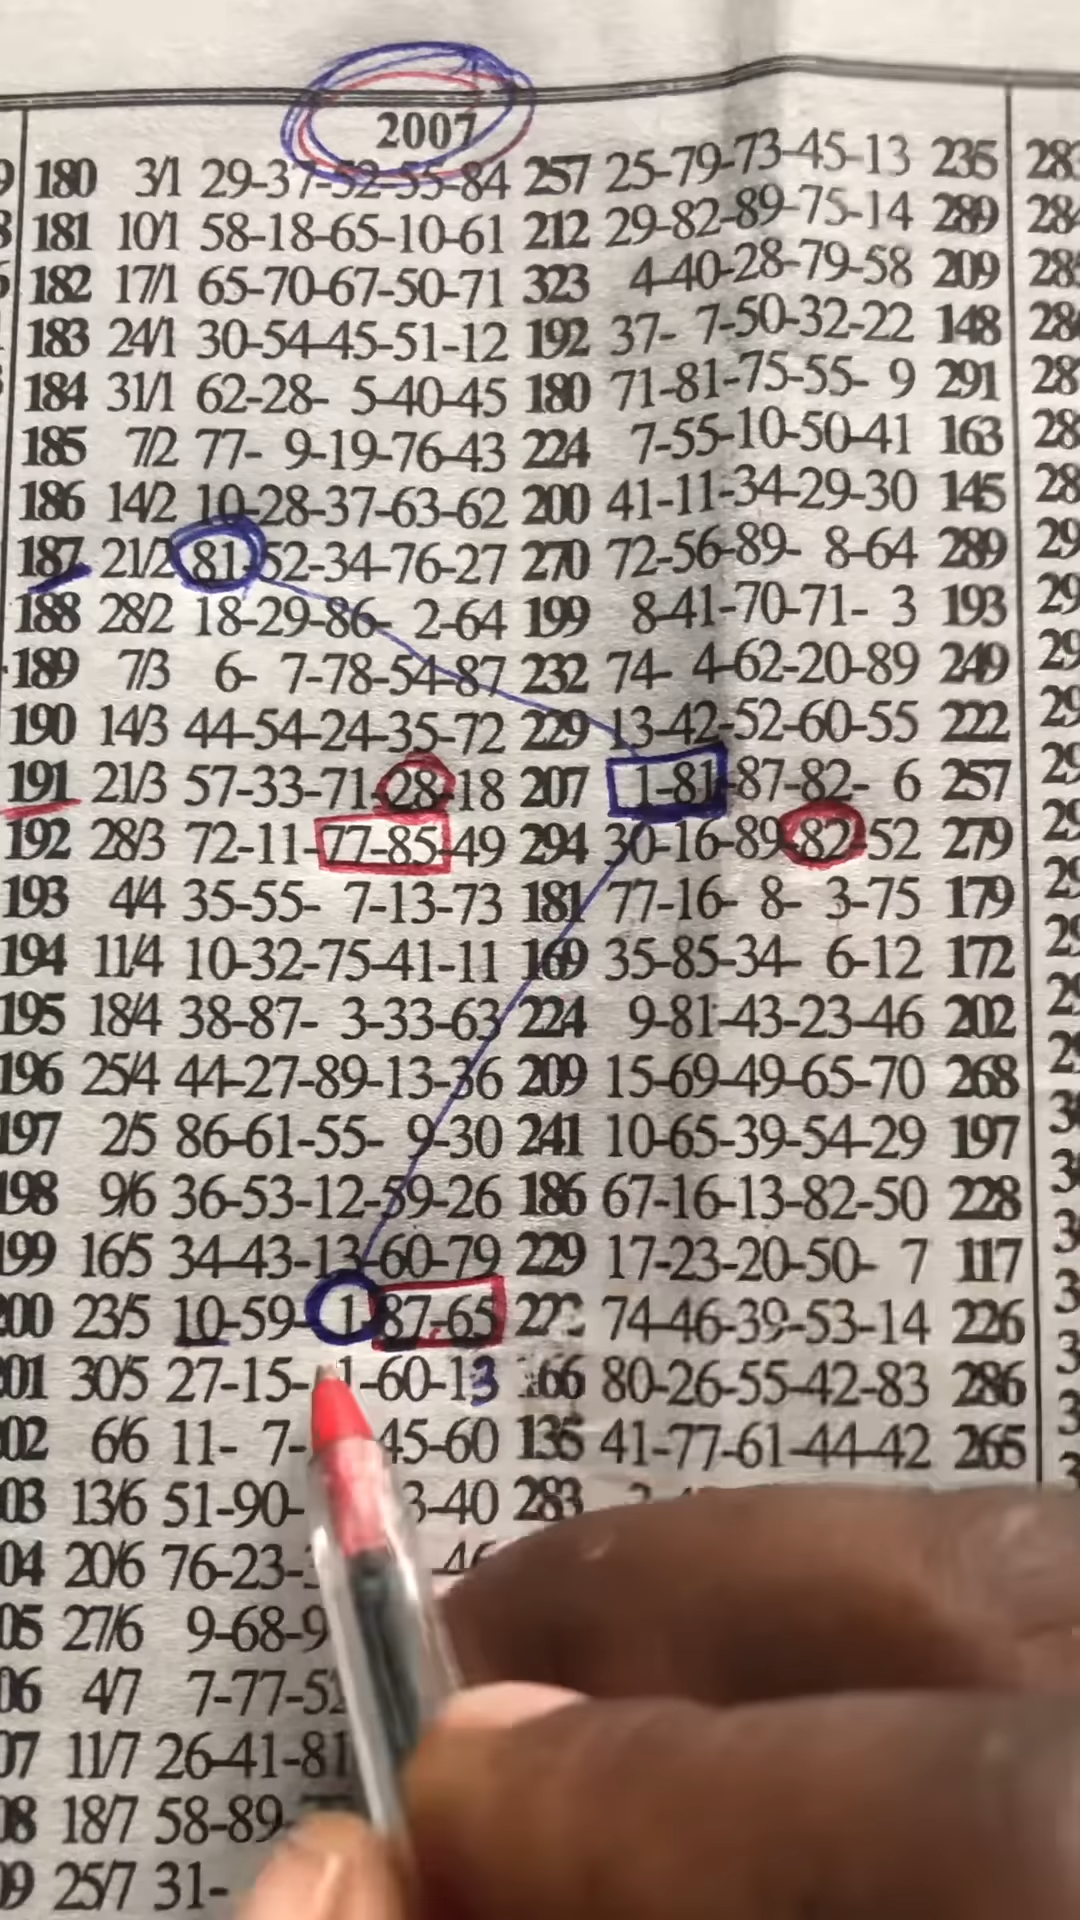 2007
180 3/1 29-37-52-55-84 257 25-79-73-45-13 235 283
181 10/1 58-18-65-10-61 212 29-82-89-75-14 289
182 17/1 65-70-67-50-71 323 4-40-28-79-58 209
183 24/1 30-54-45-51-12 192 37- 7-50-32-22 148
184 31/1 62-28- 5-40-45 180 71-81-75-55- 9 291
185 7/2 77- 9-19-76-43 224 7-55-10-50-41 163
186 14/2 10-28-37-63-62 200 41-11-34-29-30 145
187 21/2 81-52-34-76-27 270 72-56-89- 8-64 289
188 28/2 18-29-86- 2-64 199 8-41-70-71- 3 193
189 7/3 6- 7-78-54-87 232 74- 4-62-20-89 249
190 14/3 44-54-24-35-72 229 13-42-52-60-55 222
191 21/3 57-33-71-28-18 207 1-81-87-82- 6 257
192 28/3 72-11-77-85-49 294 30-16-89-82-52 279
193 4/4 35-55- 7-13-73 181 77-16- 8- 3-75 179
194 11/4 10-32-75-41-11 169 35-85-34- 6-12 172
195 18/4 38-87- 3-33-63 224 9-81-43-23-46 202
196 25/4 44-27-89-13-36 209 15-69-49-65-70 268
197 2/5 86-61-55- 9-30 241 10-65-39-54-29 197
198 9/6 36-53-12-59-26 186 67-16-13-82-50 228
199 16/5 34-43-13-60-79 229 17-23-20-50- 7 117
200 23/5 10-59- 1-87-65 222 74-46-39-53-14 226
01 30/5 27-15- 1-60-13 166 80-26-55-42-83 286
02 6/6 11- 7- 45-60 136 41-77-61-44-42 265
03 13/6 51-90- 3-40 283
04 20/6 76-23- 46
05 27/6 9-68-9
06 4/7 7-77-52
07 11/7 26-41-81
08 18/7 58-89-
09 25/7 31-